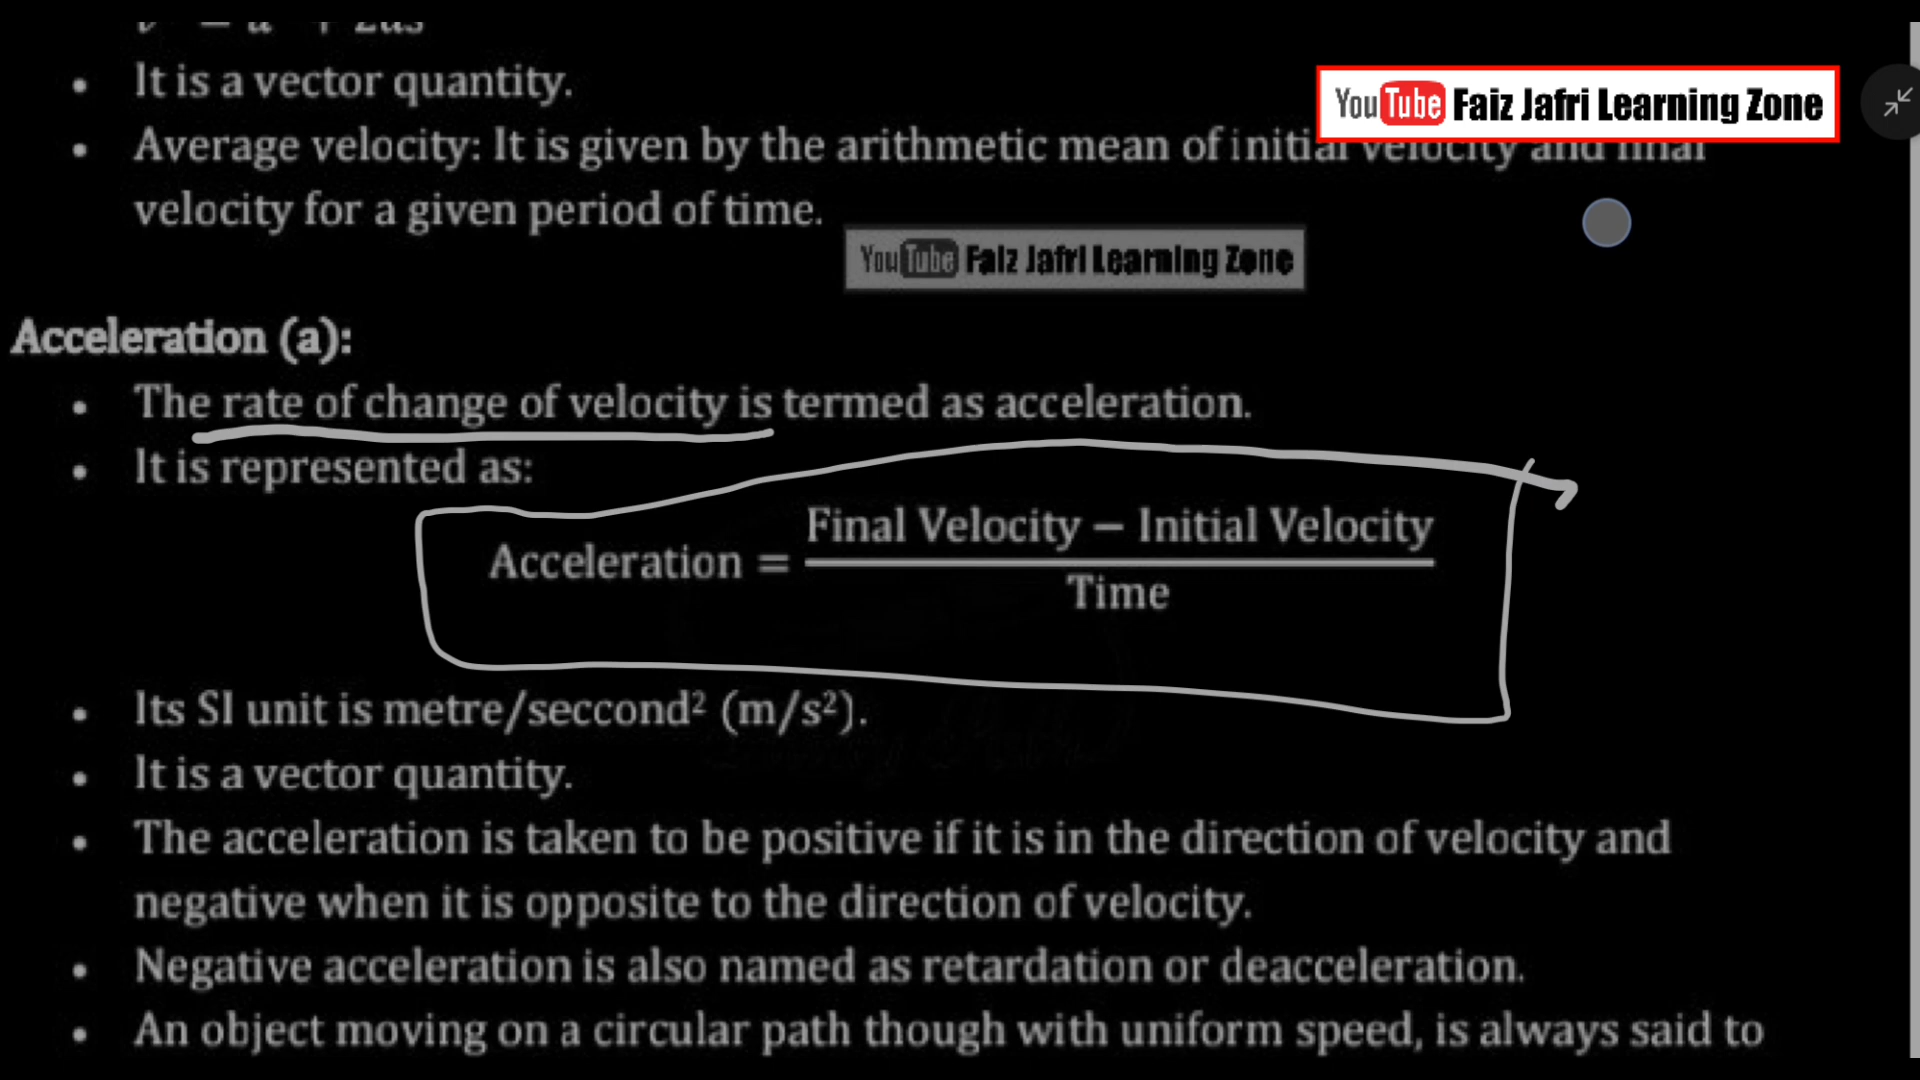 • It is a vector quantity.
YouTube Faiz Jafri Learning Zone
• Average velocity: It is given by the arithmetic mean of initial velocity and final
velocity for a given period of time.
YouTube Faiz Jafri Learning Zone
Acceleration (a):
• The rate of change of velocity is termed as acceleration.
• It is represented as:
Acceleration = Final Velocity − Initial Velocity
Time
• Its SI unit is metre/seccond² (m/s²).
• It is a vector quantity.
• The acceleration is taken to be positive if it is in the direction of velocity and
negative when it is opposite to the direction of velocity.
• Negative acceleration is also named as retardation or deacceleration.
• An object moving on a circular path though with uniform speed, is always said to